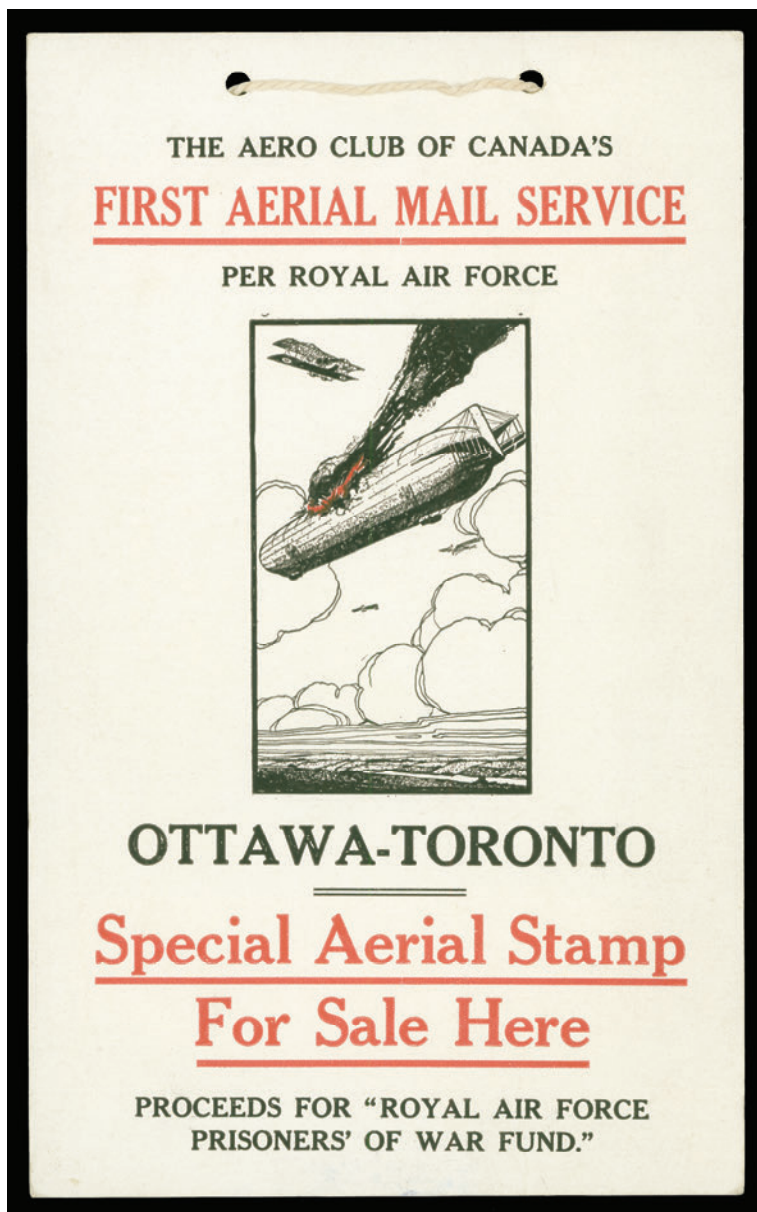 THE AERO CLUB OF CANADA'S
FIRST AERIAL MAIL SERVICE
PER ROYAL AIR FORCE
OTTAWA-TORONTO
Special Aerial Stamp
For Sale Here
PROCEEDS FOR “ROYAL AIR FORCE
PRISONERS' OF WAR FUND.”